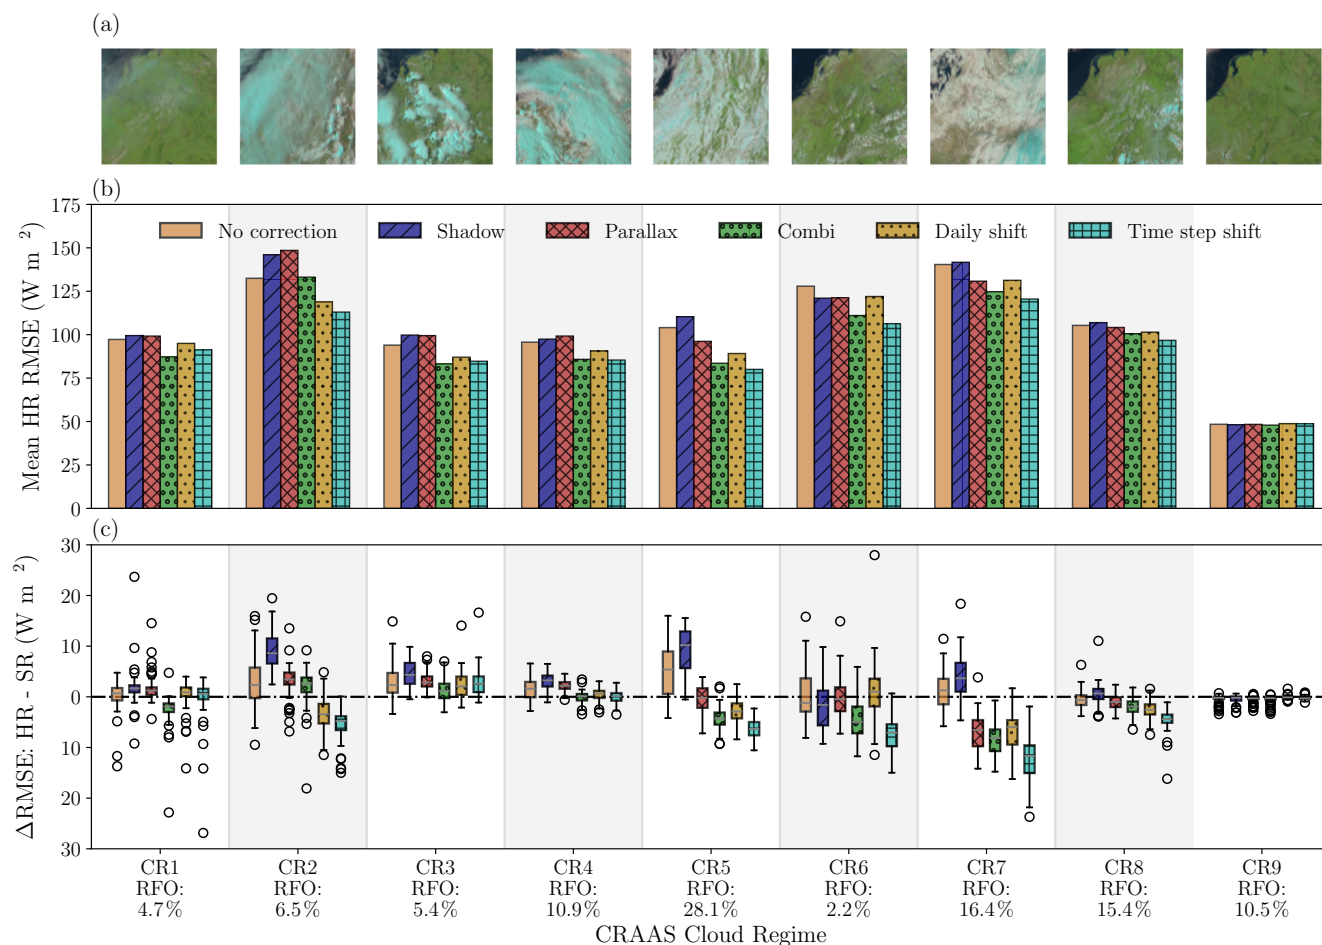 (a)
(b)
Mean HR RMSE (W m 2)
175
150
125
100
75
50
25
0
No correction Shadow Parallax Combi Daily shift Time step shift
(c)
ΔRMSE: HR - SR (W m 2)
30
20
10
0
10
20
30
CR1 CR2 CR3 CR4 CR5 CR6 CR7 CR8 CR9
RFO: RFO: RFO: RFO: RFO: RFO: RFO: RFO: RFO:
4.7% 6.5% 5.4% 10.9% 28.1% 2.2% 16.4% 15.4% 10.5%
CRAAS Cloud Regime